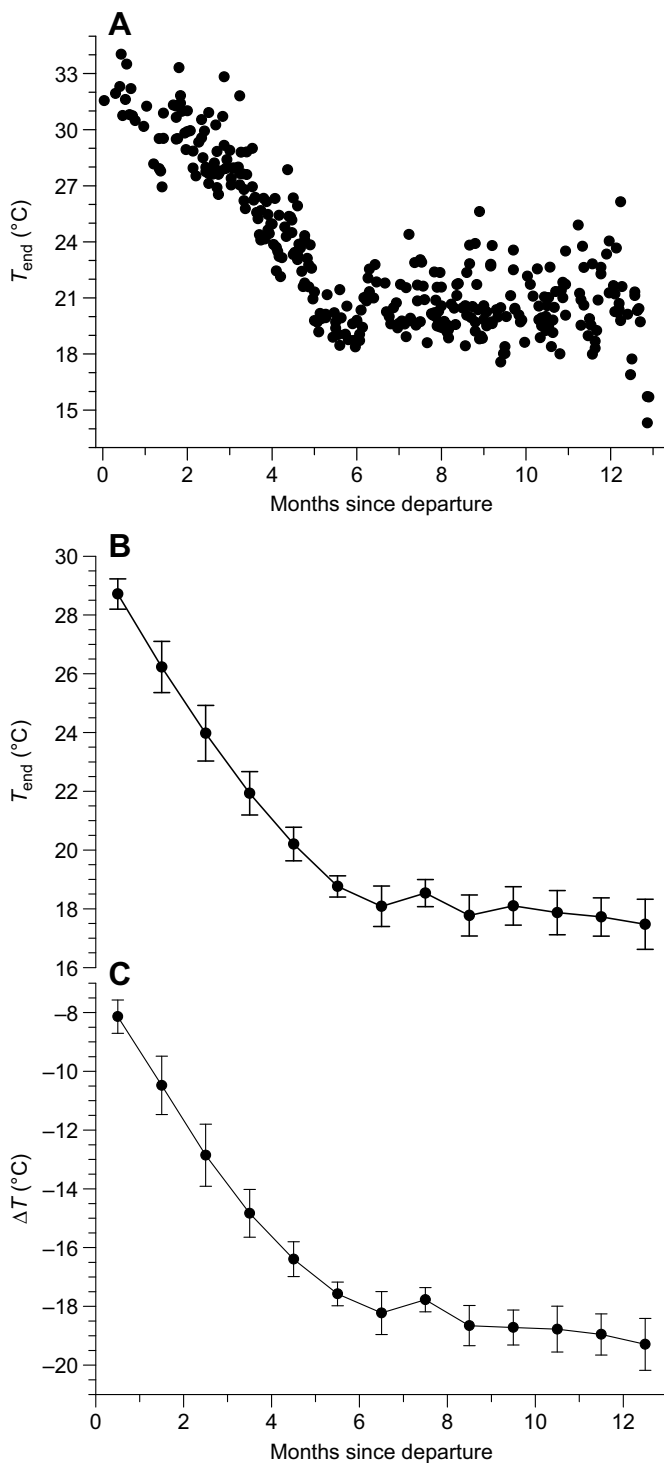 A
33
30
27
24
21
18
15
T_end (°C)
0 2 4 6 8 10 12
Months since departure
B
30
28
26
24
22
20
18
16
T_end (°C)
C
–8
–10
–12
–14
–16
–18
–20
ΔT (°C)
0 2 4 6 8 10 12
Months since departure